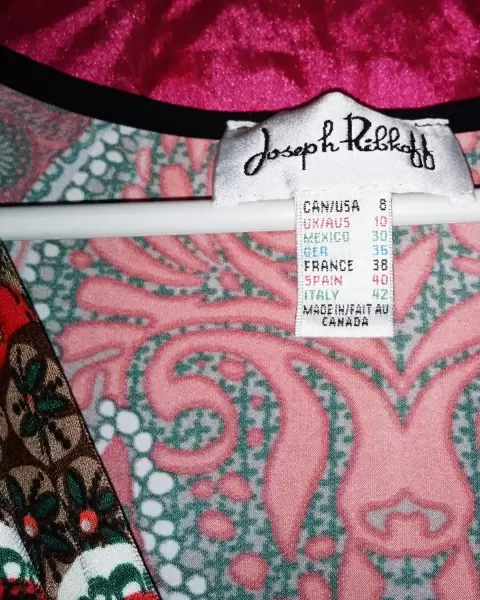 Joseph Ribkoff
CAN/USA 8
UK/AUS 10
MEXICO 30
GER 36
FRANCE 38
SPAIN 40
ITALY 42
MADE IN/FAIT AU
CANADA